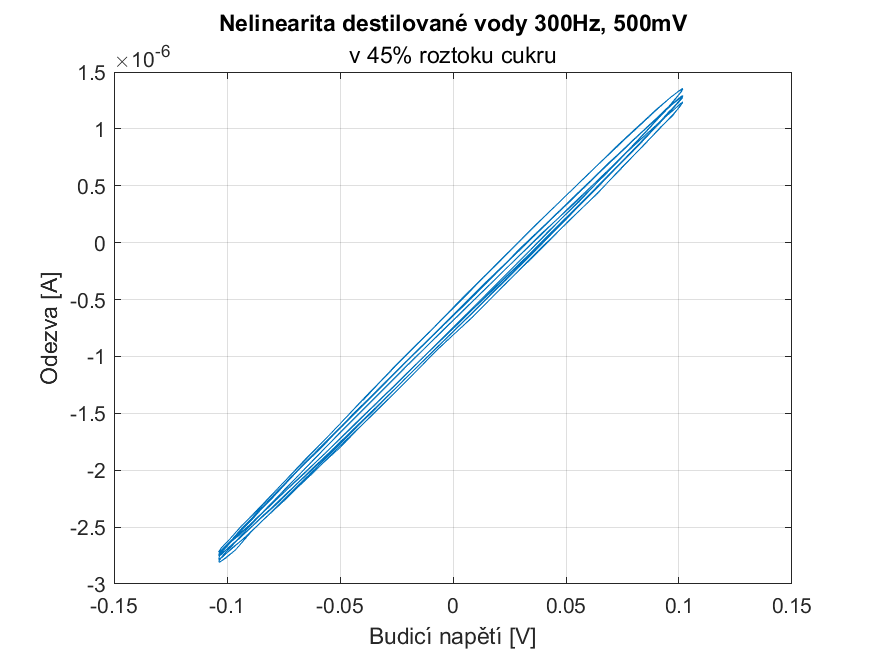 Nelinearita destilované vody 300Hz, 500mV
v 45% roztoku cukru
×10-6
1.5
1
0.5
0
-0.5
-1
-1.5
-2
-2.5
-3
Odezva [A]
-0.15 -0.1 -0.05 0 0.05 0.1 0.15
Budicí napětí [V]